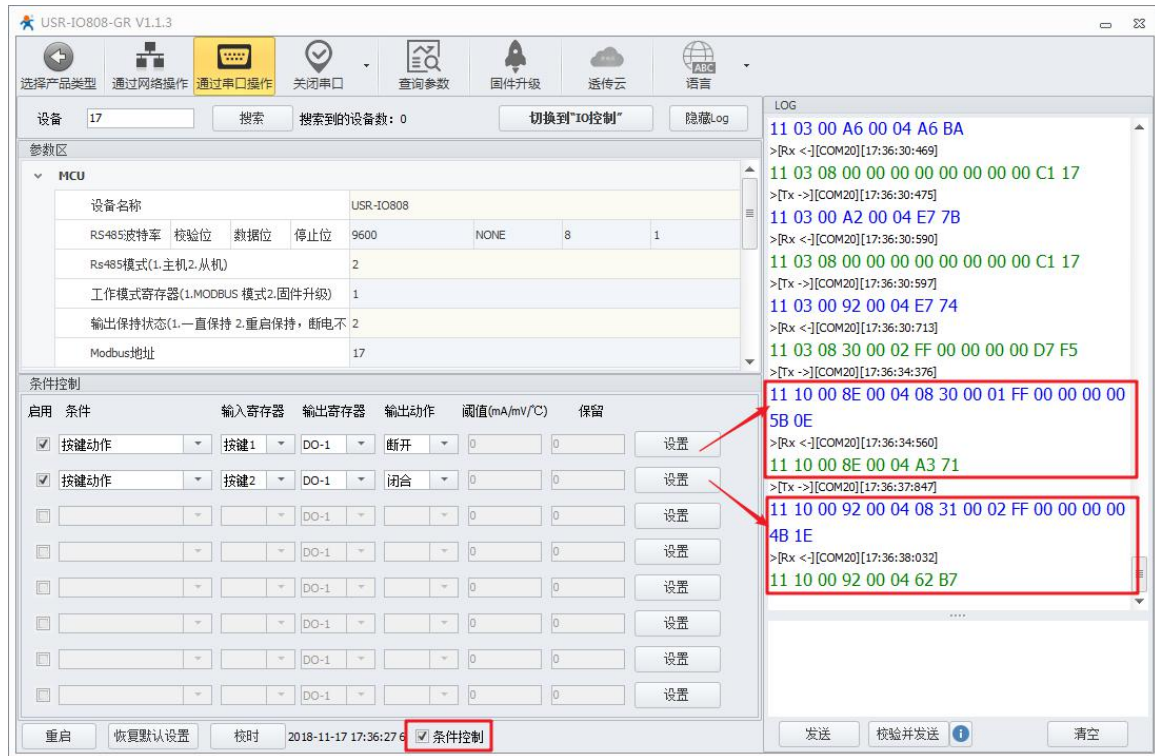 USR-IO808-GR V1.1.3
选择产品类型 通过网络操作 通过串口操作 关闭串口 查询参数 固件升级 透传云 语言
设备 17 搜索 搜索到的设备数: 0 切换到"IO控制" 隐藏Log
参数区
MCU
设备名称 USR-IO808
RS485波特率 校验位 数据位 停止位 9600 NONE 8 1
Rs485模式(1.主机2.从机) 2
工作模式寄存器(1.MODBUS 模式2.固件升级) 1
输出保持状态(1.一直保持 2.重启保持，断电不 2
Modbus地址 17
条件控制
启用 条件 输入寄存器 输出寄存器 输出动作 阈值(mA/mV/℃) 保留
按键动作 按键1 DO-1 断开 0 0 设置
按键动作 按键2 DO-1 闭合 0 0 设置
DO-1 0 0 设置
DO-1 0 0 设置
DO-1 0 0 设置
DO-1 0 0 设置
DO-1 0 0 设置
DO-1 0 0 设置
重启 恢复默认设置 校时 2018-11-17 17:36:27 6 条件控制
LOG
11 03 00 A6 00 04 A6 BA
>[Rx <-][COM20][17:36:30:469]
11 03 08 00 00 00 00 00 00 00 00 C1 17
>[Tx ->][COM20][17:36:30:475]
11 03 00 A2 00 04 E7 7B
>[Rx <-][COM20][17:36:30:590]
11 03 08 00 00 00 00 00 00 00 00 C1 17
>[Tx ->][COM20][17:36:30:597]
11 03 00 92 00 04 E7 74
>[Rx <-][COM20][17:36:30:713]
11 03 08 30 00 02 FF 00 00 00 00 D7 F5
>[Tx ->][COM20][17:36:34:376]
11 10 00 8E 00 04 08 30 00 01 FF 00 00 00 00
5B 0E
>[Rx <-][COM20][17:36:34:560]
11 10 00 8E 00 04 A3 71
>[Tx ->][COM20][17:36:37:847]
11 10 00 92 00 04 08 31 00 02 FF 00 00 00 00
4B 1E
>[Rx <-][COM20][17:36:38:032]
11 10 00 92 00 04 62 B7
发送 校验并发送 清空